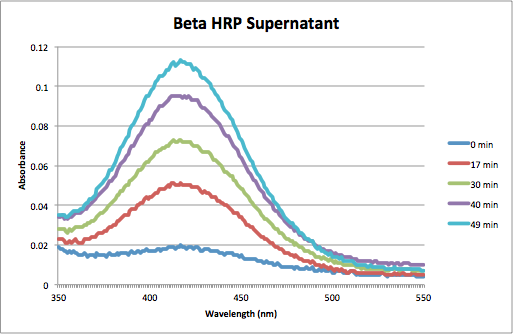 Beta HRP Supernatant
0.12
0.1
0.08
0.06
0.04
0.02
0
Absorbance
350
400
450
500
550
Wavelength (nm)
0 min
17 min
30 min
40 min
49 min